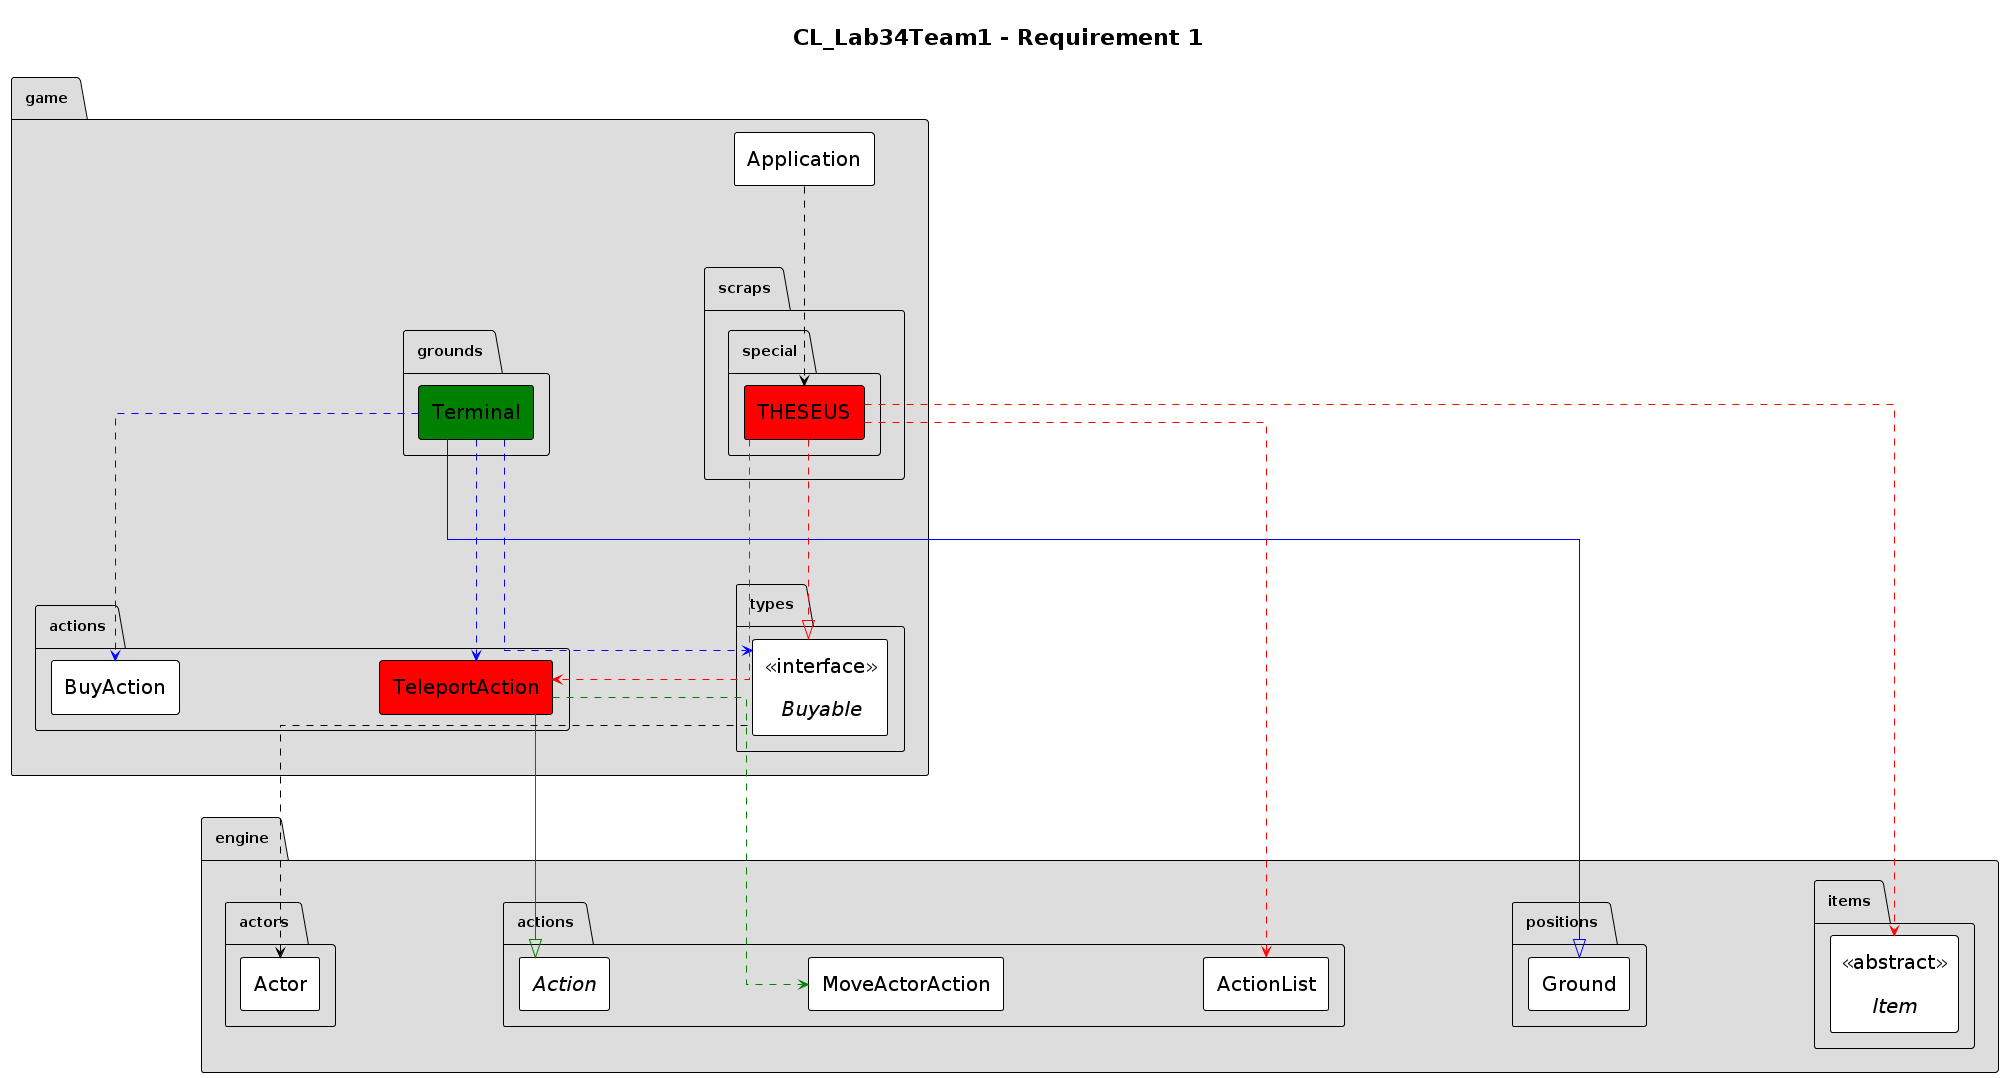 CL_Lab34Team1 - Requirement 1
game
Application
scraps
special
THESEUS
grounds
Terminal
actions
BuyAction
TeleportAction
types
«interface»
Buyable
engine
actors
Actor
actions
Action
MoveActorAction
ActionList
positions
Ground
items
«abstract»
Item